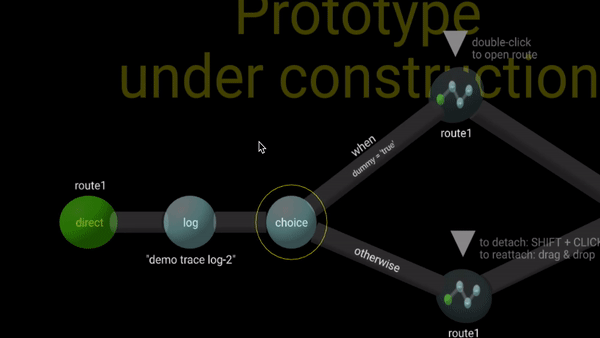 Prototype
under construction
double-click
to open route
route1
when
dummy = 'true'
route1
direct
log
choice
"demo trace log-2"
otherwise
to detach: SHIFT + CLICK
to reattach: drag & drop
route1